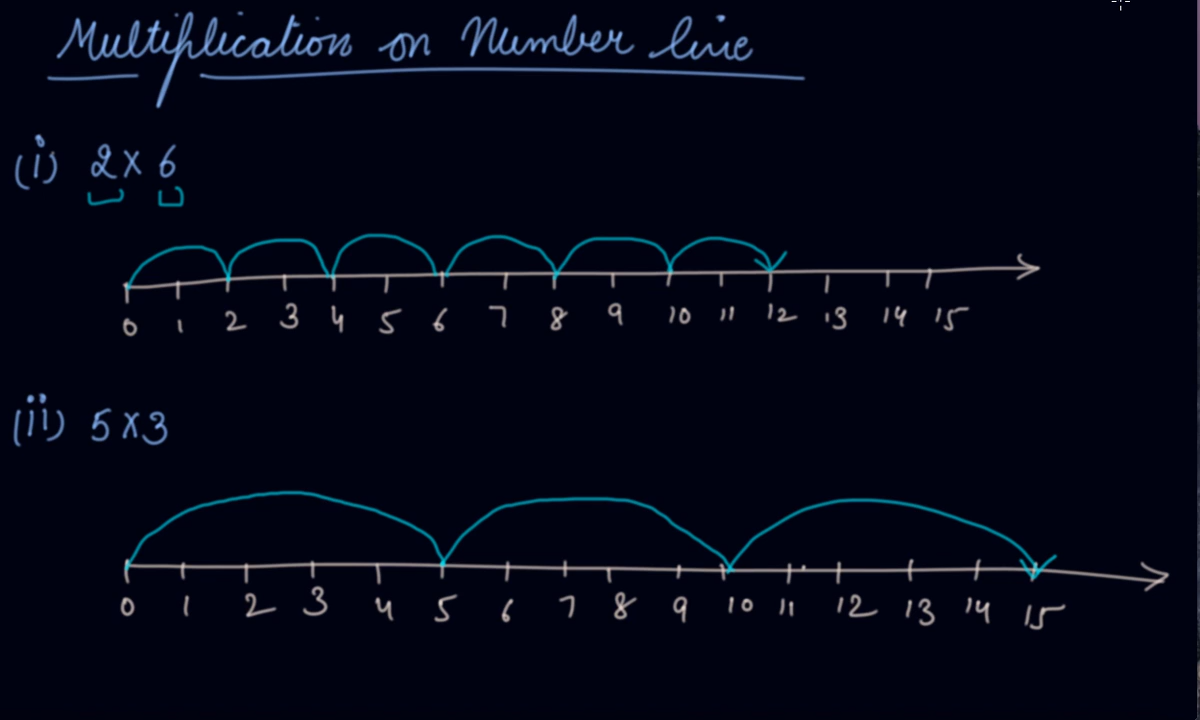 Multiplication on Number line
(i) 2 x 6
0 1 2 3 4 5 6 7 8 9 10 11 12 13 14 15
(ii) 5 x 3
0 1 2 3 4 5 6 7 8 9 10 11 12 13 14 15